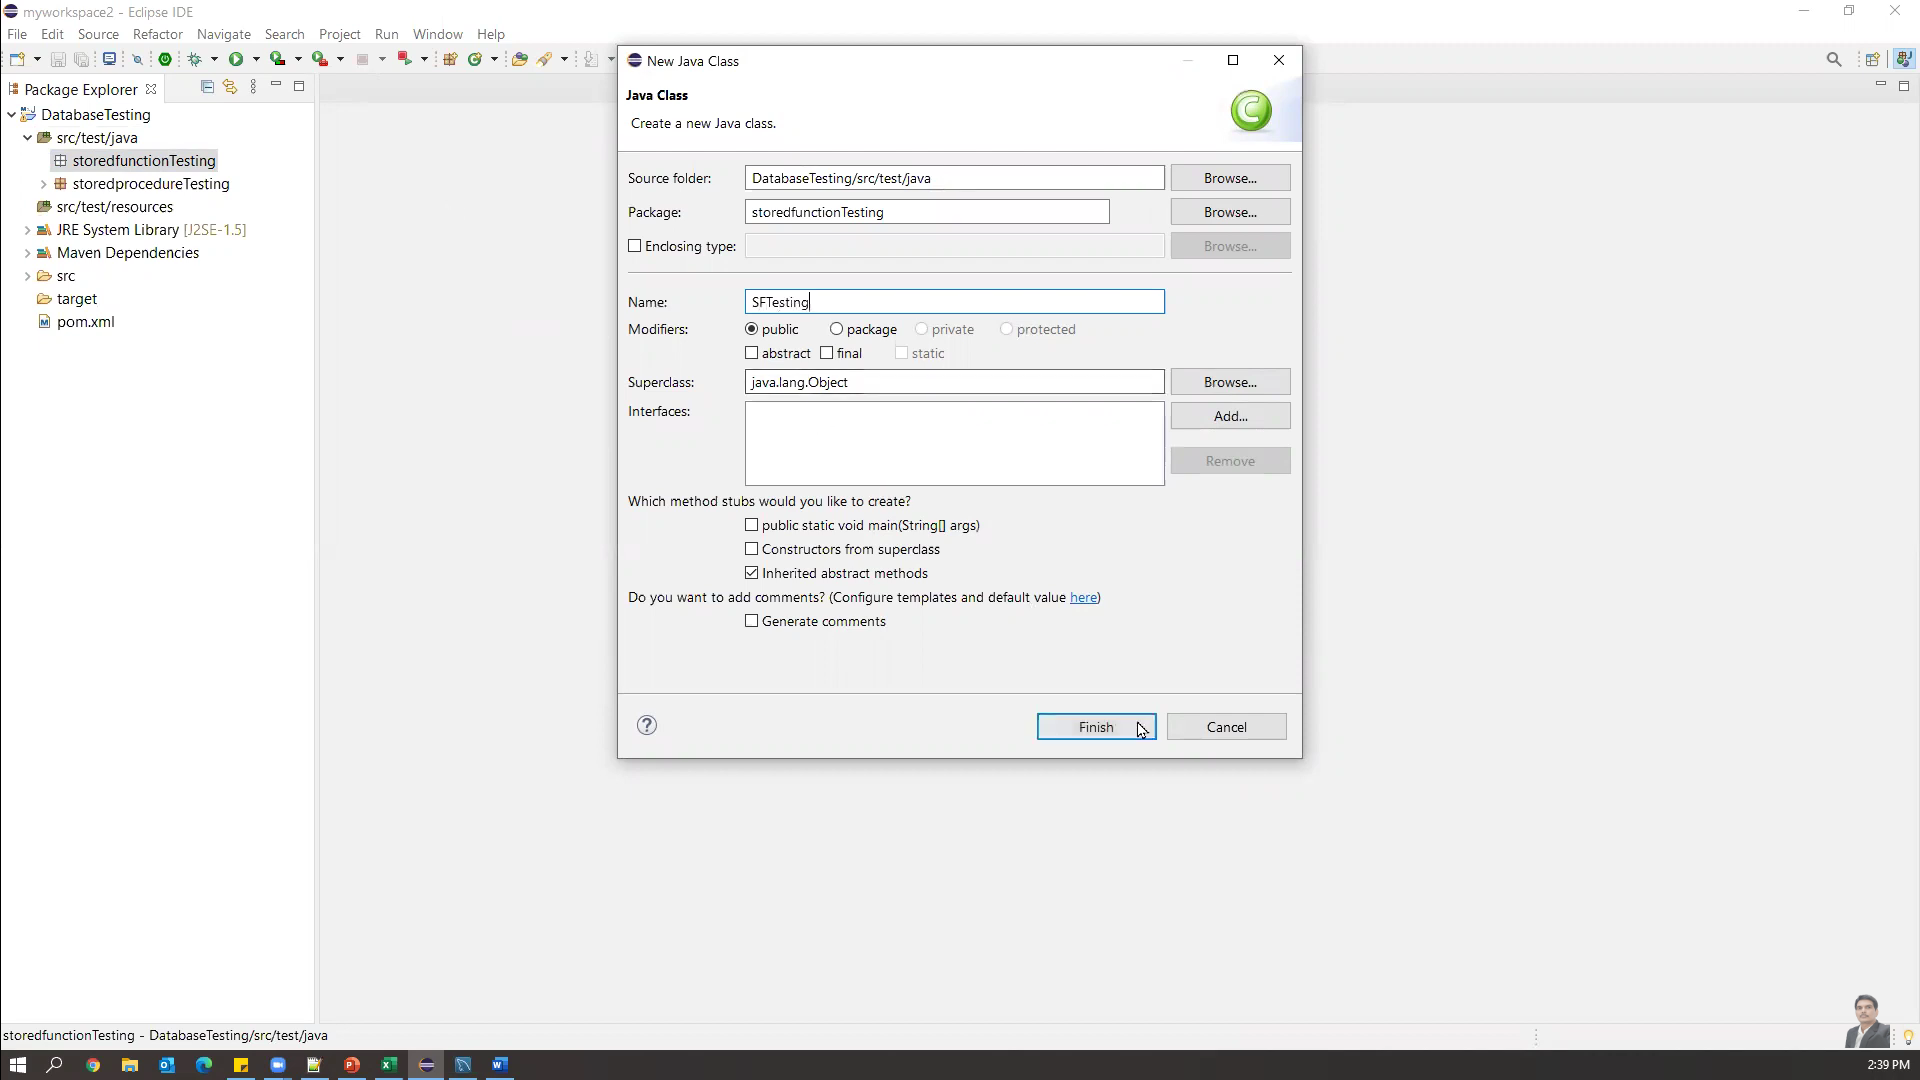 myworkspace2 - Eclipse IDE
File Edit Source Refactor Navigate Search Project Run Window Help
Package Explorer
DatabaseTesting
src/test/java
storedfunctionTesting
storedprocedureTesting
src/test/resources
JRE System Library [J2SE-1.5]
Maven Dependencies
src
target
pom.xml
New Java Class
Java Class
Create a new Java class.
Source folder: DatabaseTesting/src/test/java Browse...
Package: storedfunctionTesting Browse...
Enclosing type: Browse...
Name: SFTesting
Modifiers: public package private protected
abstract final static
Superclass: java.lang.Object Browse...
Interfaces: Add...
Remove
Which method stubs would you like to create?
public static void main(String[] args)
Constructors from superclass
Inherited abstract methods
Do you want to add comments? (Configure templates and default value here)
Generate comments
Finish Cancel
storedfunctionTesting - DatabaseTesting/src/test/java
2:39 PM